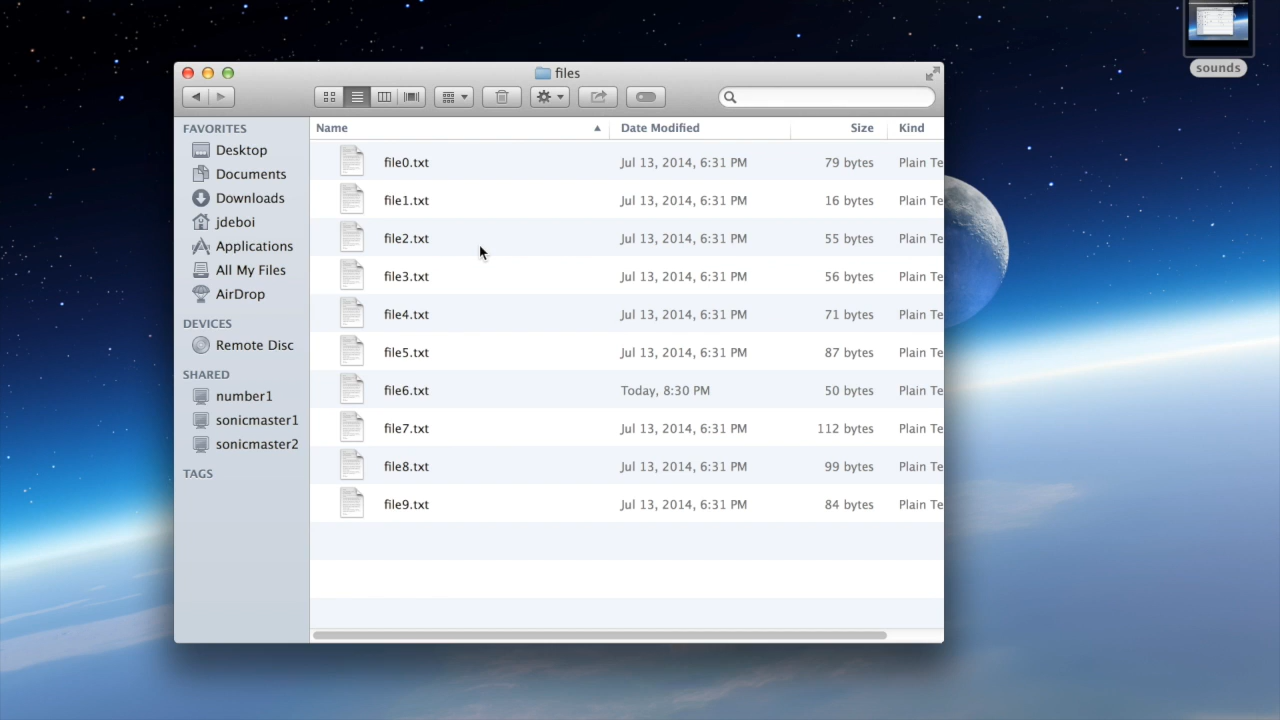 sounds
files
FAVORITES
Desktop
Documents
Downloads
jdehei
Applications
All My Files
AirDrop
DEVICES
Remote Disc
SHARED
number1
sonicmaster1
sonicmaster2
TAGS
Name Date Modified Size Kind
file0.txt Jul 13, 2014, 6:31 PM 79 bytes Plain Te
file1.txt Jul 13, 2014, 6:31 PM 16 bytes Plain Te
file2.txt Jul 13, 2014, 6:31 PM 55 bytes Plain Te
file3.txt Jul 13, 2014, 6:31 PM 56 bytes Plain Te
file4.txt Jul 13, 2014, 6:31 PM 71 bytes Plain Te
file5.txt Jul 13, 2014, 6:31 PM 87 bytes Plain Te
file6.txt Today, 8:30 PM 50 bytes Plain Te
file7.txt Jul 13, 2014, 6:31 PM 112 bytes Plain Te
file8.txt Jul 13, 2014, 6:31 PM 99 bytes Plain Te
file9.txt Jul 13, 2014, 6:31 PM 84 bytes Plain Te